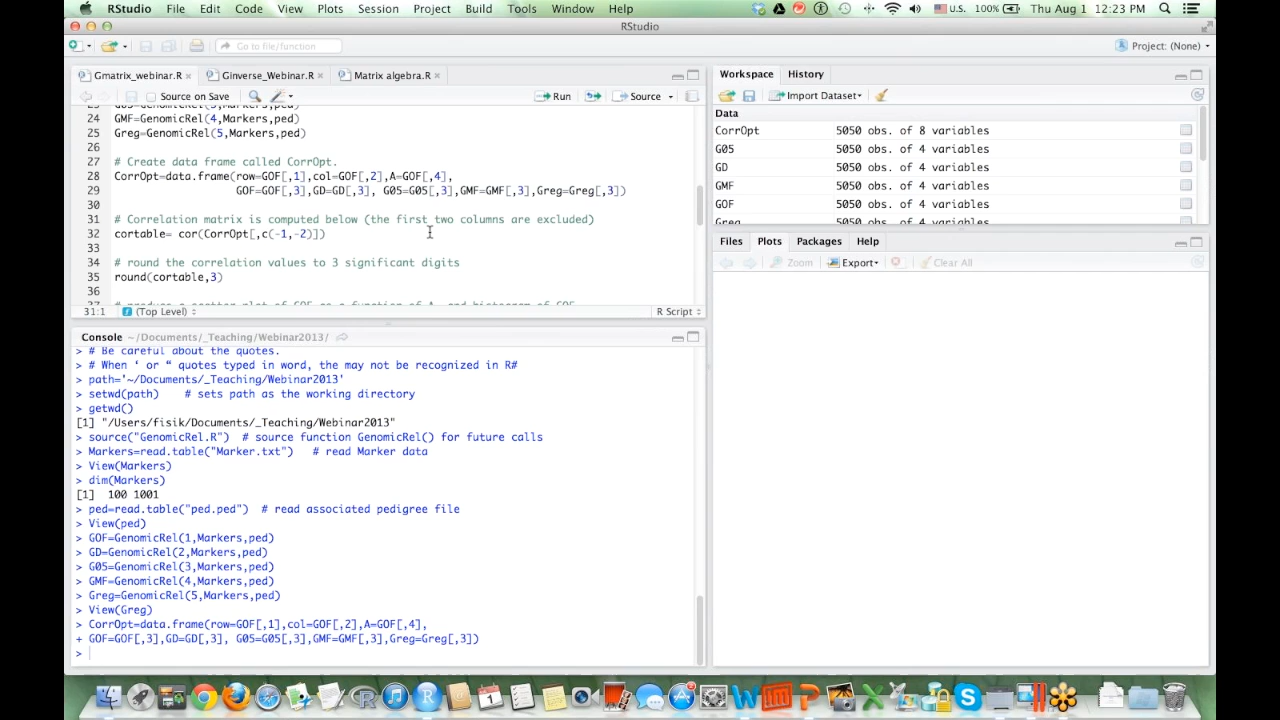 RStudio File Edit Code View Plots Session Project Build Tools Window Help U.S. 100% Thu Aug 1 12:23 PM
RStudio
Go to file/function Project: (None)
Gmatrix_webinar.R Ginverse_Webinar.R Matrix algebra.R
Source on Save Run Source
24 GMF=GenomicRel(4,Markers,ped)
25 Greg=GenomicRel(5,Markers,ped)
26
27 # Create data frame called CorrOpt.
28 CorrOpt=data.frame(row=GOF[,1],col=GOF[,2],A=GOF[,4],
29 GOF=GOF[,3],GD=GD[,3], G05=G05[,3],GMF=GMF[,3],Greg=Greg[,3])
30
31 # Correlation matrix is computed below (the first two columns are excluded)
32 cortable= cor(CorrOpt[,c(-1,-2)])
33
34 # round the correlation values to 3 significant digits
35 round(cortable,3)
36
31:1 (Top Level) R Script
Console ~/Documents/_Teaching/Webinar2013/
> # Be careful about the quotes.
> # When ‘ or “ quotes typed in word, the may not be recognized in R#
> path='~/Documents/_Teaching/Webinar2013'
> setwd(path) # sets path as the working directory
> getwd()
[1] "/Users/fisik/Documents/_Teaching/Webinar2013"
> source("GenomicRel.R") # source function GenomicRel() for future calls
> Markers=read.table("Marker.txt") # read Marker data
> View(Markers)
> dim(Markers)
[1] 100 1001
> ped=read.table("ped.ped") # read associated pedigree file
> View(ped)
> GOF=GenomicRel(1,Markers,ped)
> GD=GenomicRel(2,Markers,ped)
> G05=GenomicRel(3,Markers,ped)
> GMF=GenomicRel(4,Markers,ped)
> Greg=GenomicRel(5,Markers,ped)
> View(Greg)
> CorrOpt=data.frame(row=GOF[,1],col=GOF[,2],A=GOF[,4],
+ GOF=GOF[,3],GD=GD[,3], G05=G05[,3],GMF=GMF[,3],Greg=Greg[,3])
>
Workspace History
Import Dataset
Data
CorrOpt 5050 obs. of 8 variables
G05 5050 obs. of 4 variables
GD 5050 obs. of 4 variables
GMF 5050 obs. of 4 variables
GOF 5050 obs. of 4 variables
Greg 5050 obs. of 4 variables
Files Plots Packages Help
Zoom Export Clear All